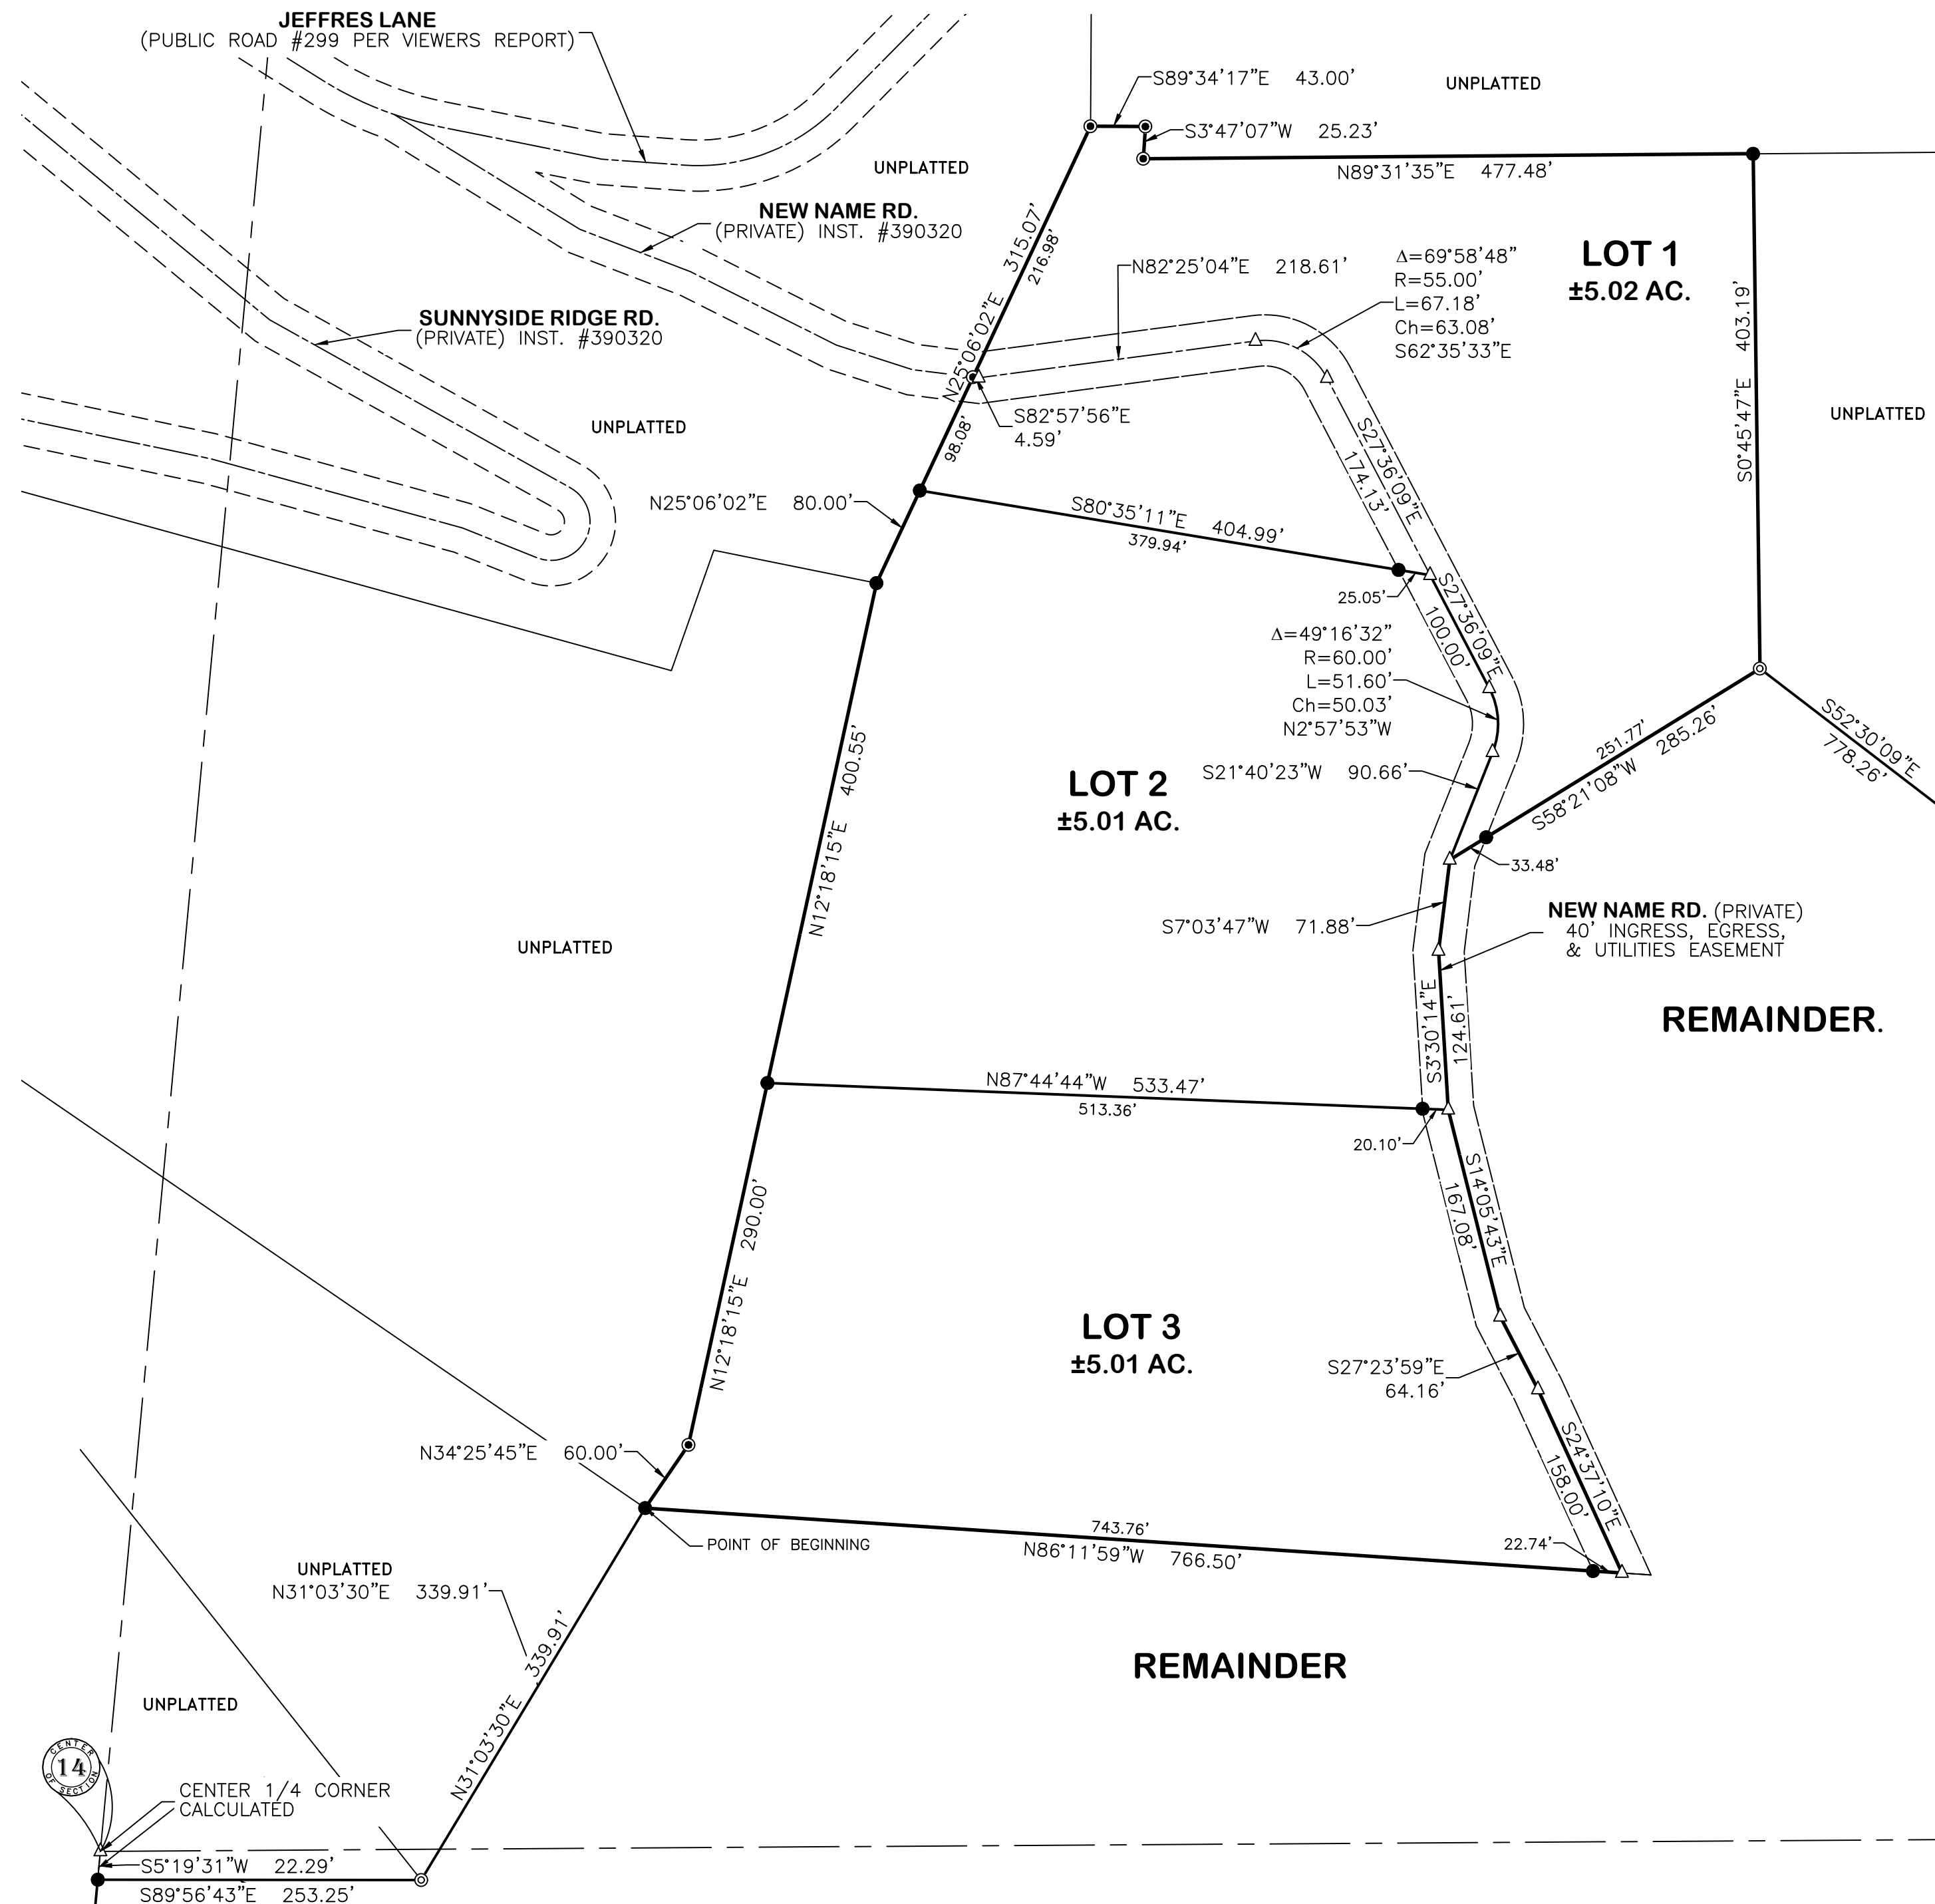 JEFFRES LANE
(PUBLIC ROAD #299 PER VIEWERS REPORT)
S89°34'17"E 43.00'
UNPLATTED
S3°47'07"W 25.23'
UNPLATTED
N89°31'35"E 477.48'
NEW NAME RD.
(PRIVATE) INST. #390320
N25°06'02"E 315.07'
216.98'
LOT 1
±5.02 AC.
N82°25'04"E 218.61'
Δ=69°58'48"
R=55.00'
L=67.18'
Ch=63.08'
S62°35'33"E
SUNNYSIDE RIDGE RD.
(PRIVATE) INST. #390320
S0°45'47"E 403.19'
UNPLATTED
UNPLATTED
S82°57'56"E
4.59'
98.08'
S27°36'09"E
174.13'
N25°06'02"E 80.00'
S80°35'11"E 404.99'
379.94'
25.05'
S27°36'09"E
100.00'
Δ=49°16'32"
R=60.00'
L=51.60'
Ch=50.03'
N2°57'53"W
S52°30'09"E
778.26'
251.77'
S58°21'08"W 285.26'
N12°18'15"E 400.55'
LOT 2
±5.01 AC.
S21°40'23"W 90.66'
33.48'
NEW NAME RD. (PRIVATE)
40' INGRESS, EGRESS,
& UTILITIES EASEMENT
S7°03'47"W 71.88'
UNPLATTED
REMAINDER.
S3°30'14"E
124.61'
N87°44'44"W 533.47'
513.36'
20.10'
S14°05'43"E
167.08'
N12°18'15"E 290.00'
LOT 3
±5.01 AC.
S27°23'59"E
64.16'
S24°37'10"E
158.00'
N34°25'45"E 60.00'
743.76'
N86°11'59"W 766.50'
22.74'
POINT OF BEGINNING
UNPLATTED
N31°03'30"E 339.91'
N31°03'30"E 339.91'
REMAINDER
UNPLATTED
CENTER
14
OF SECTION
CENTER 1/4 CORNER
CALCULATED
S5°19'31"W 22.29'
S89°56'43"E 253.25'